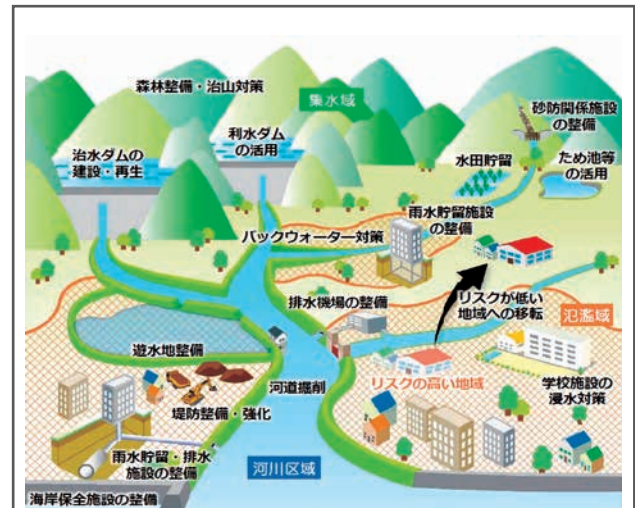 森林整備・治山対策
集水域
砂防関係施設
の整備
治水ダムの
建設・再生
利水ダム
の活用
水田貯留
ため池等
の活用
雨水貯留施設
の整備
バックウォーター対策
排水機場の整備
リスクが低い
地域への移転
氾濫域
遊水地整備
河道掘削
リスクの高い地域
学校施設の
浸水対策
堤防整備・強化
雨水貯留・排水
施設の整備
河川区域
海岸保全施設の整備